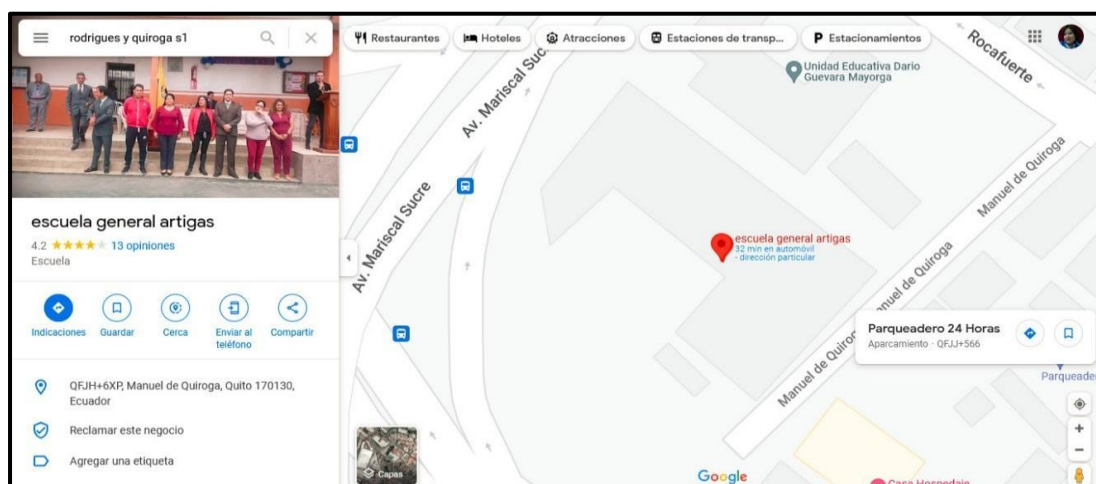 rodrigues y quiroga s1
escuela general artigas
4.2
13 opiniones
Escuela
Indicaciones
Guardar
Cerca
Enviar al
teléfono
Compartir
QFJH+6XP, Manuel de Quiroga, Quito 170130,
Ecuador
Reclamar este negocio
Agregar una etiqueta
Restaurantes
Hoteles
Atracciones
Estaciones de transp...
P Estacionamientos
Rocafuerte
Unidad Educativa Dario
Guevara Mayorga
Av. Mariscal Suc
Av. Mariscal Sucre
Manuel de Quiroga
Manuel de Quiroga
escuela general artigas
32 min en automóvil
- dirección particular
Manuel de Quiroga
Parqueadero 24 Horas
Aparcamiento · QFJJ+566
Parqueader
Capas
Google
Casa Hospedaje